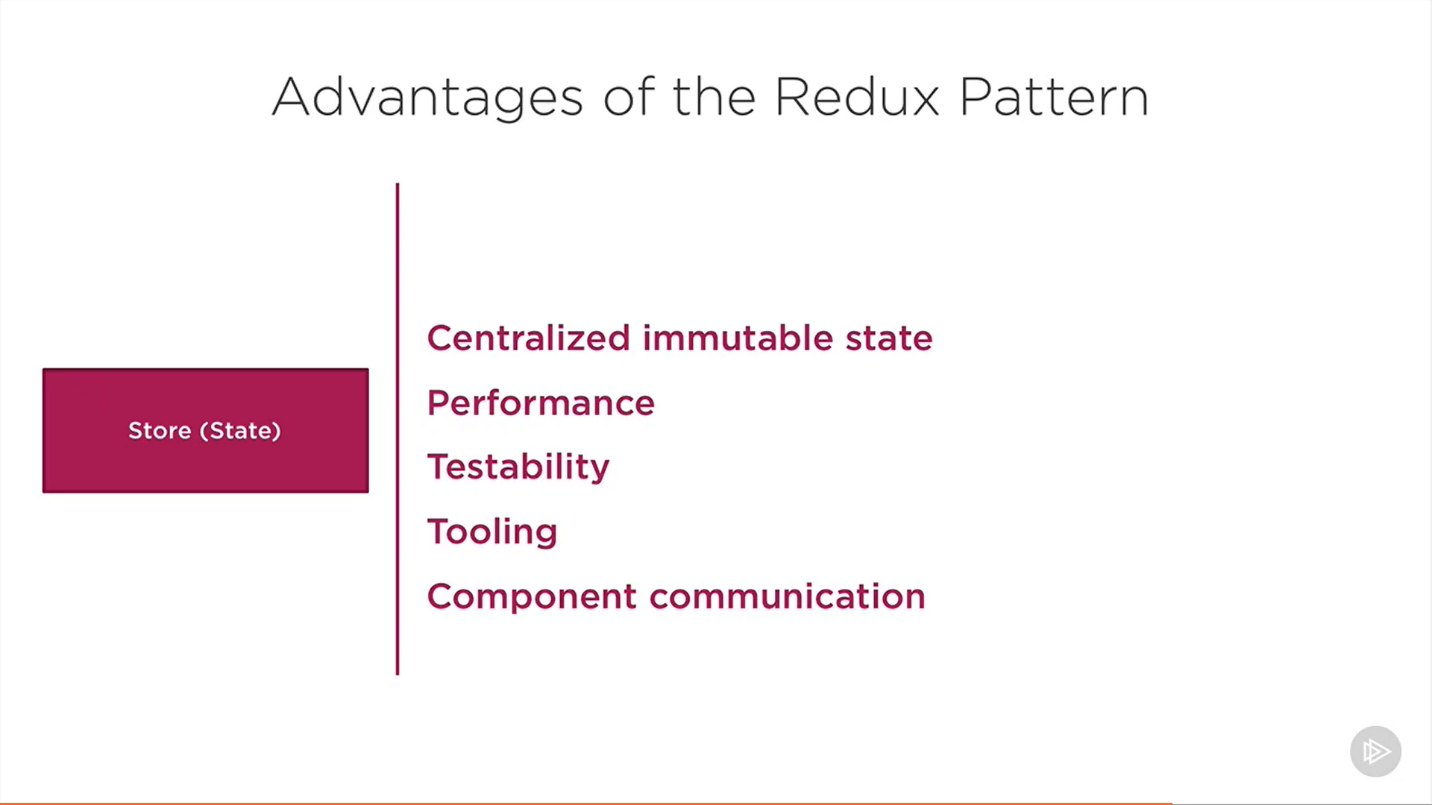 Advantages of the Redux Pattern
Store (State)
Centralized immutable state
Performance
Testability
Tooling
Component communication